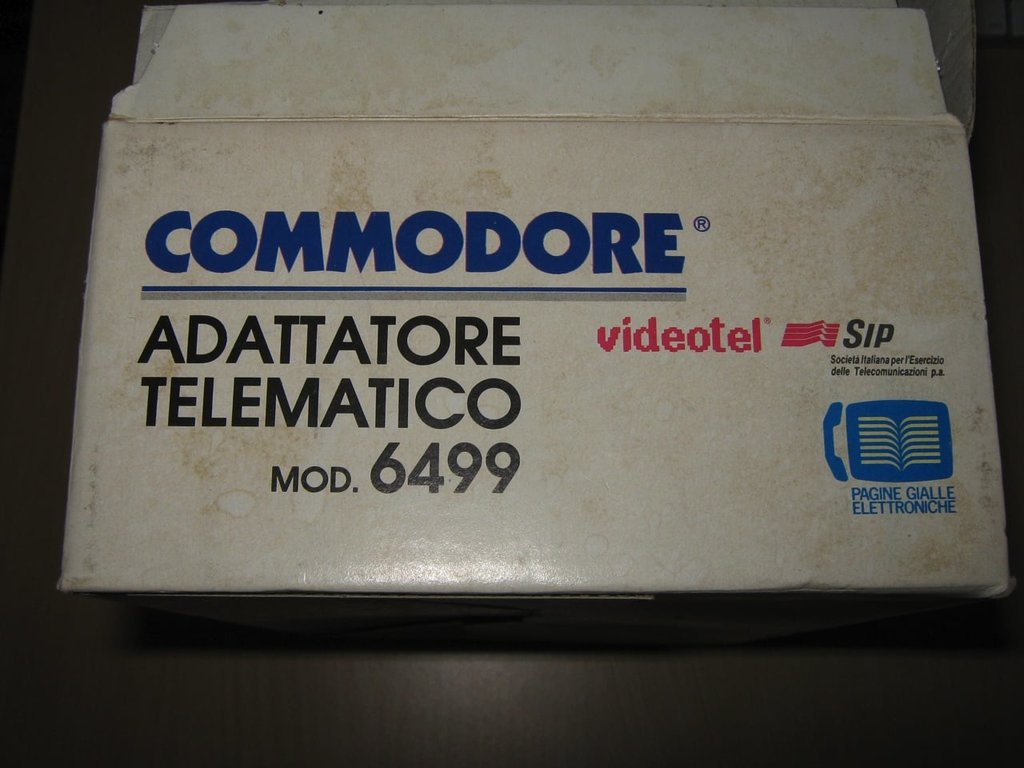 COMMODORE®
ADATTATORE
TELEMATICO
MOD. 6499
videotel® SIP
Società Italiana per l'Esercizio
delle Telecomunicazioni p.a.
PAGINE GIALLE
ELETTRONICHE